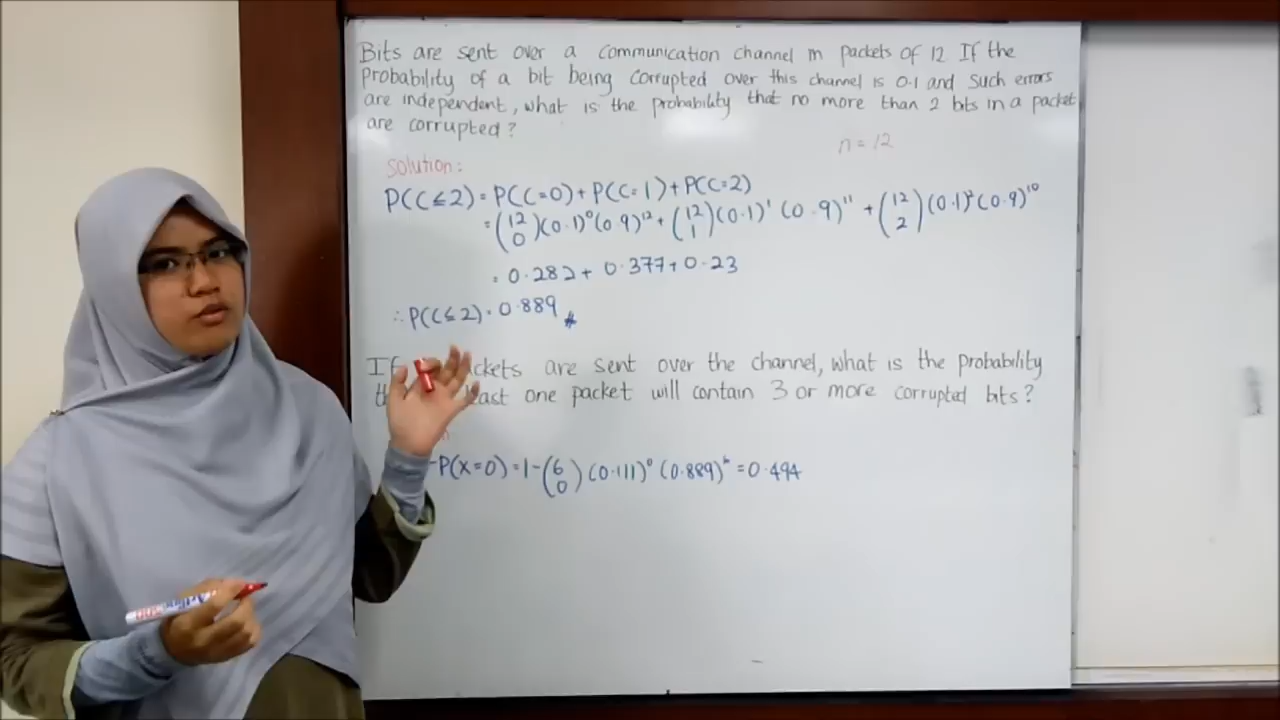 Bits are sent over a communication channel in packets of 12 If the
probability of a bit being corrupted over this channel is 0.1 and such errors
are independent, what is the probability that no more than 2 bits in a packet
are corrupted?
n = 12
Solution:
P(C≤2) = P(C=0) + P(C=1) + P(C=2)
= (12 0)(0.1)⁰(0.9)¹² + (12 1)(0.1)¹ (0.9)¹¹ + (12 2)(0.1)²(0.9)¹⁰
= 0.282 + 0.377 + 0.23
∴ P(C≤2) = 0.889
If packets are sent over the channel, what is the probability
one packet will contain 3 or more corrupted bits?
-P(X=0) = 1-(6 0)(0.111)⁰ (0.889)⁶ = 0.494